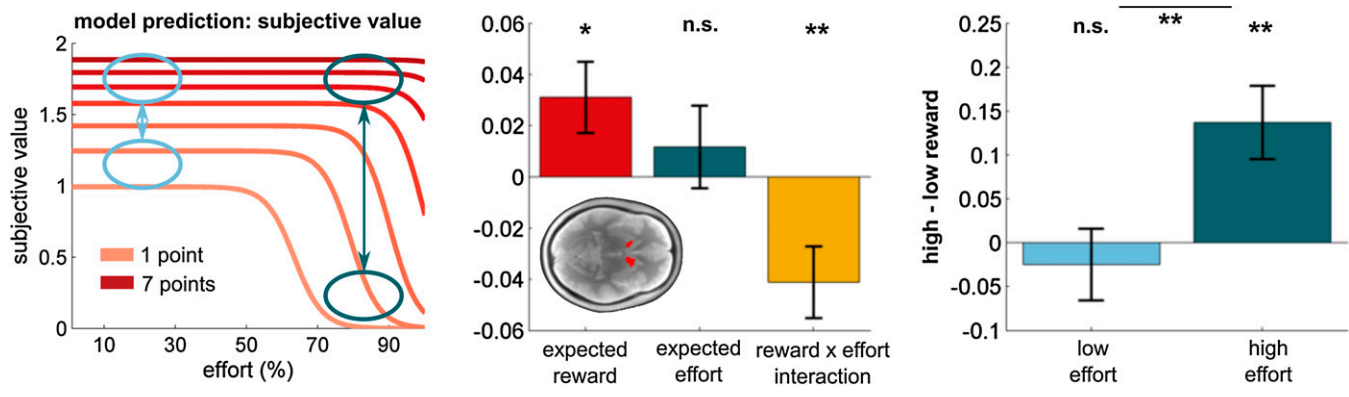 model prediction: subjective value
subjective value
2
1.5
1
0.5
0
1 point
7 points
10 30 50 70 90
effort (%)
0.06
0.04
0.02
0
-0.02
-0.04
-0.06
* n.s. **
expected reward
expected effort
reward x effort interaction
high - low reward
0.25
0.2
0.15
0.1
0.05
0
-0.05
-0.1
n.s. ** **
low effort
high effort